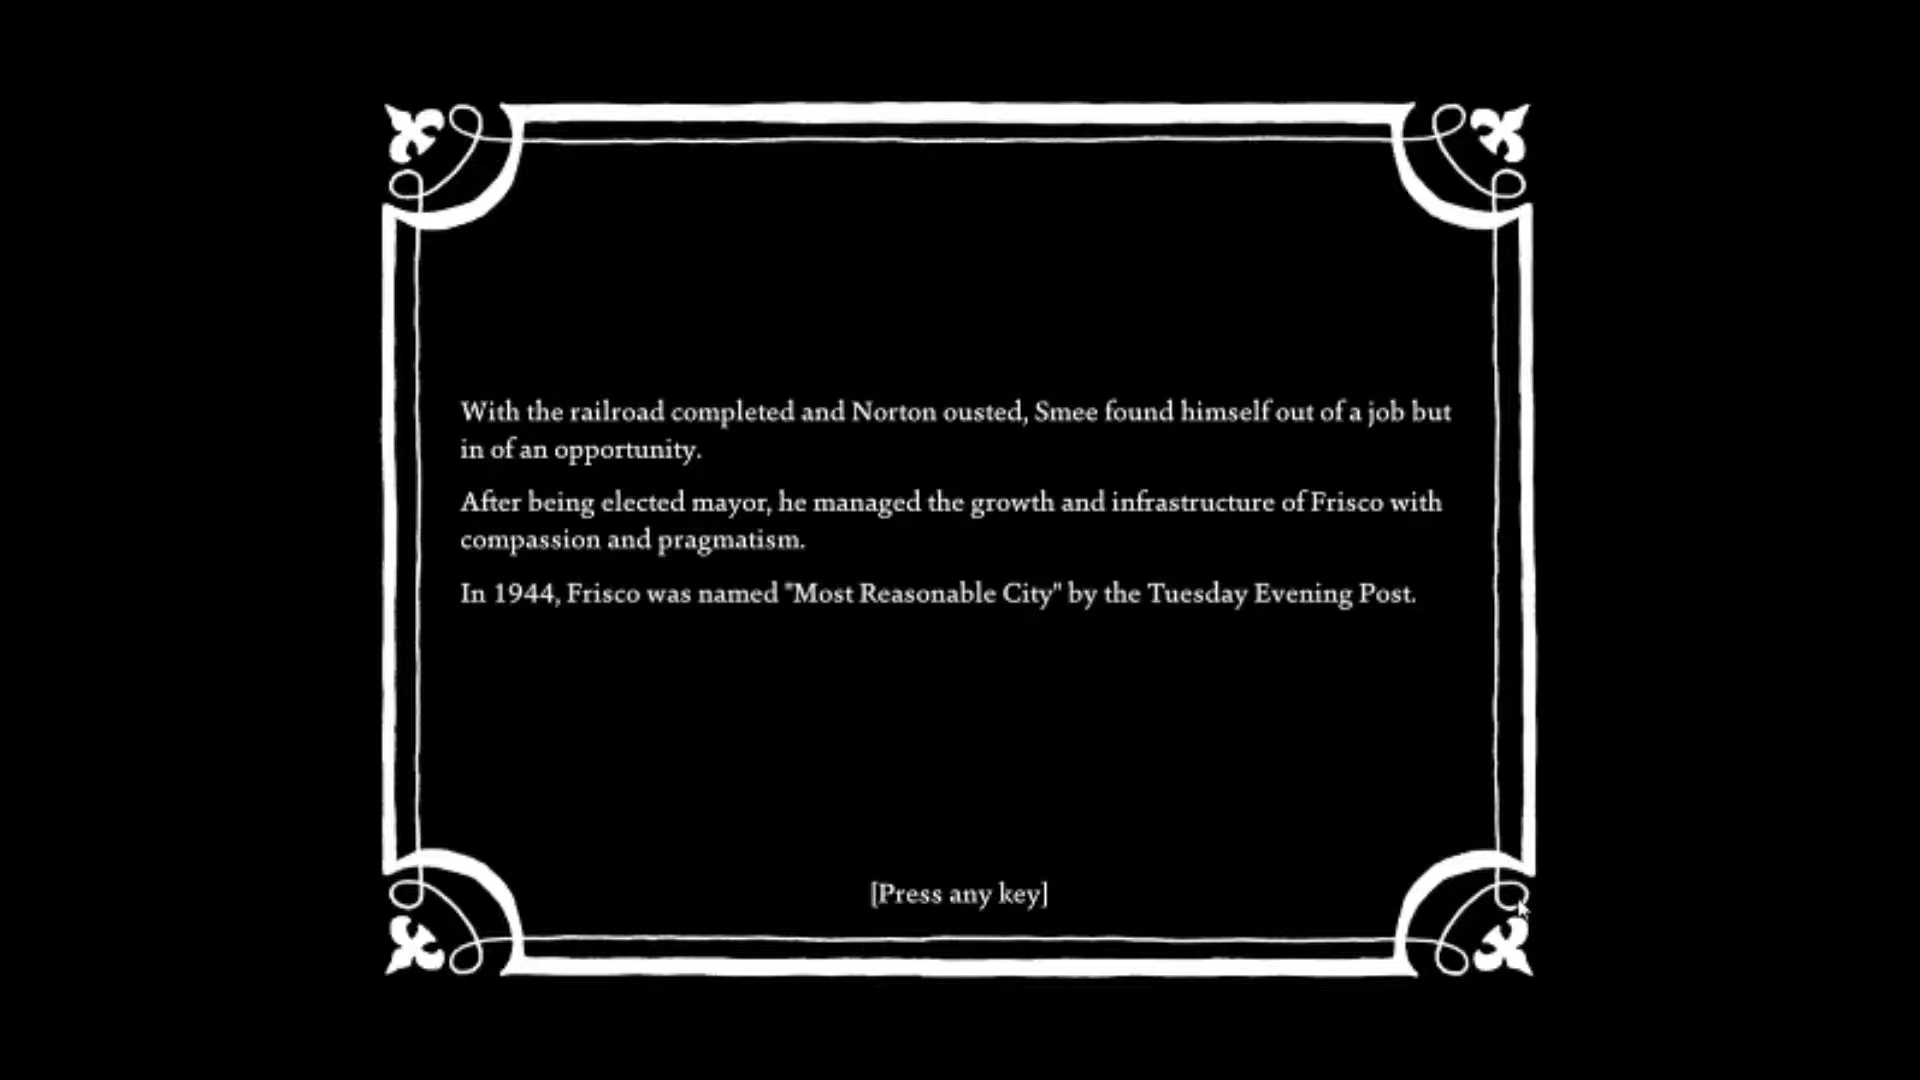 With the railroad completed and Norton ousted, Smee found himself out of a job but
in of an opportunity.
After being elected mayor, he managed the growth and infrastructure of Frisco with
compassion and pragmatism.
In 1944, Frisco was named "Most Reasonable City" by the Tuesday Evening Post.
[Press any key]